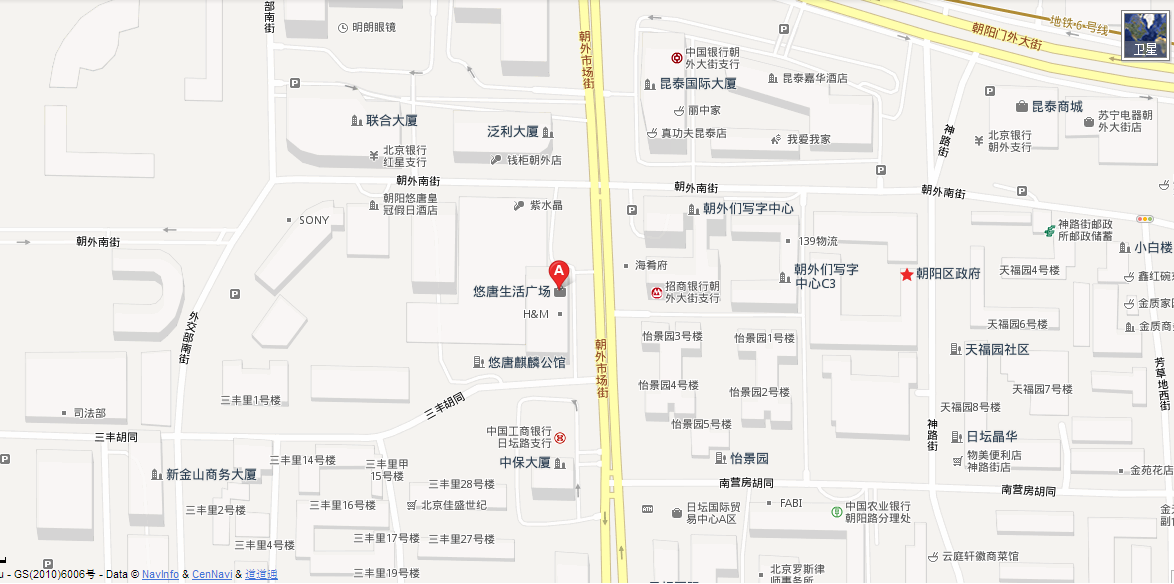 部南街
明朗眼镜
朝外市场街
地铁6号线
朝阳门外大街
卫星
中国银行朝
外大街支行
昆泰国际大厦
昆泰嘉华酒店
丽中家
真功夫昆泰店
我爱我家
昆泰商城
苏宁电器朝
外大街店
北京银行
朝外支行
神路街
联合大厦
泛利大厦
北京银行
红星支行
钱柜朝外店
朝外南街
朝外南街
朝外南街
朝阳悠唐皇
冠假日酒店
紫水晶
SONY
朝外南街
朝外们写字中心
139物流
神路街邮政
所邮政储蓄
小白楼
海肴府
朝外们写字
中心C3
招商银行朝
外大街支行
朝阳区政府
天福园4号楼
鑫红碗
A
悠唐生活广场
H&M
金质家
天福园6号楼
金质商
外交部南街
怡景园3号楼
怡景园1号楼
天福园社区
朝外市场街
悠唐麒麟公馆
芳草地西街
怡景园4号楼
怡景园2号楼
天福园7号楼
三丰里1号楼
三丰胡同
天福园8号楼
司法部
怡景园5号楼
神路街
三丰胡同
中国工商银行
日坛路支行
日坛晶华
中保大厦
怡景园
物美便利店
神路街店
三丰里14号楼
三丰里甲
15号楼
新金山商务大厦
金苑花店
三丰里28号楼
南营房胡同
南营房胡同
三丰里2号楼
三丰里16号楼
北京佳盛世纪
日坛国际贸
易中心A区
FABI
中国农业银行
朝阳路分理处
三丰里4号楼
三丰里17号楼
三丰里27号楼
云庭轩徽商菜馆
三丰里19号楼
北京罗斯律
师事务所
u - GS(2010)6006号 - Data © NavInfo & CenNavi & 道道通